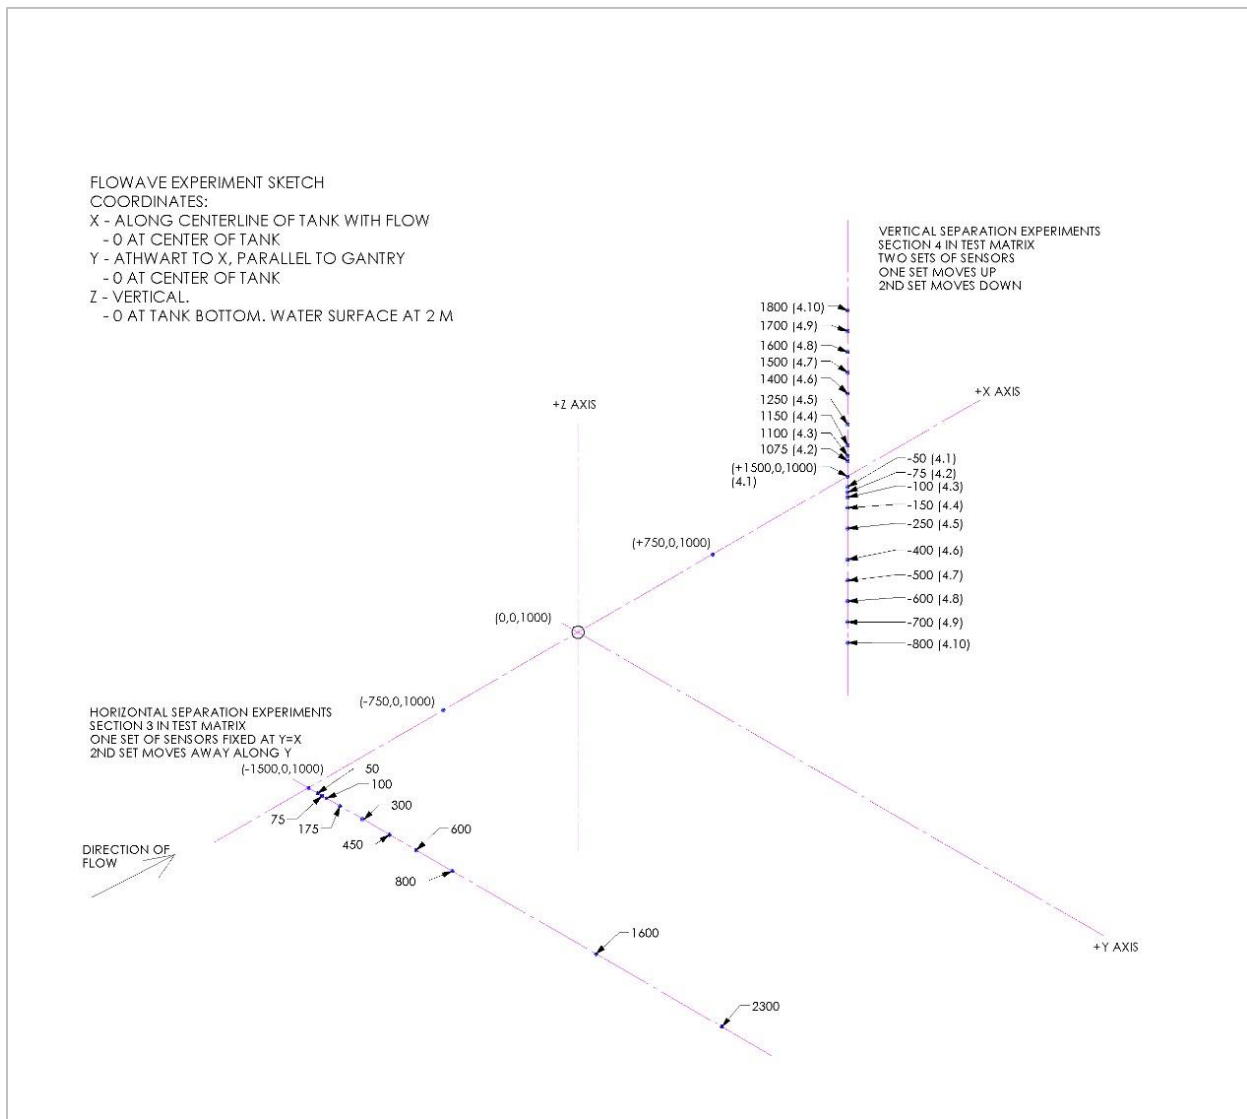 FLOWAVE EXPERIMENT SKETCH
COORDINATES:
X - ALONG CENTERLINE OF TANK WITH FLOW
- 0 AT CENTER OF TANK
Y - ATHWART TO X, PARALLEL TO GANTRY
- 0 AT CENTER OF TANK
Z - VERTICAL.
- 0 AT TANK BOTTOM. WATER SURFACE AT 2 M
VERTICAL SEPARATION EXPERIMENTS
SECTION 4 IN TEST MATRIX
TWO SETS OF SENSORS
ONE SET MOVES UP
2ND SET MOVES DOWN
1800 (4.10)
1700 (4.9)
1600 (4.8)
1500 (4.7)
1400 (4.6)
1250 (4.5)
1150 (4.4)
1100 (4.3)
1075 (4.2)
(+1500,0,1000)
(4.1)
+X AXIS
+Z AXIS
-50 (4.1)
-75 (4.2)
-100 (4.3)
-150 (4.4)
-250 (4.5)
-400 (4.6)
-500 (4.7)
-600 (4.8)
-700 (4.9)
-800 (4.10)
(+750,0,1000)
(0,0,1000)
(-750,0,1000)
HORIZONTAL SEPARATION EXPERIMENTS
SECTION 3 IN TEST MATRIX
ONE SET OF SENSORS FIXED AT Y=X
2ND SET MOVES AWAY ALONG Y
(-1500,0,1000)
50
100
75
300
175
600
450
800
DIRECTION OF
FLOW
1600
+Y AXIS
2300